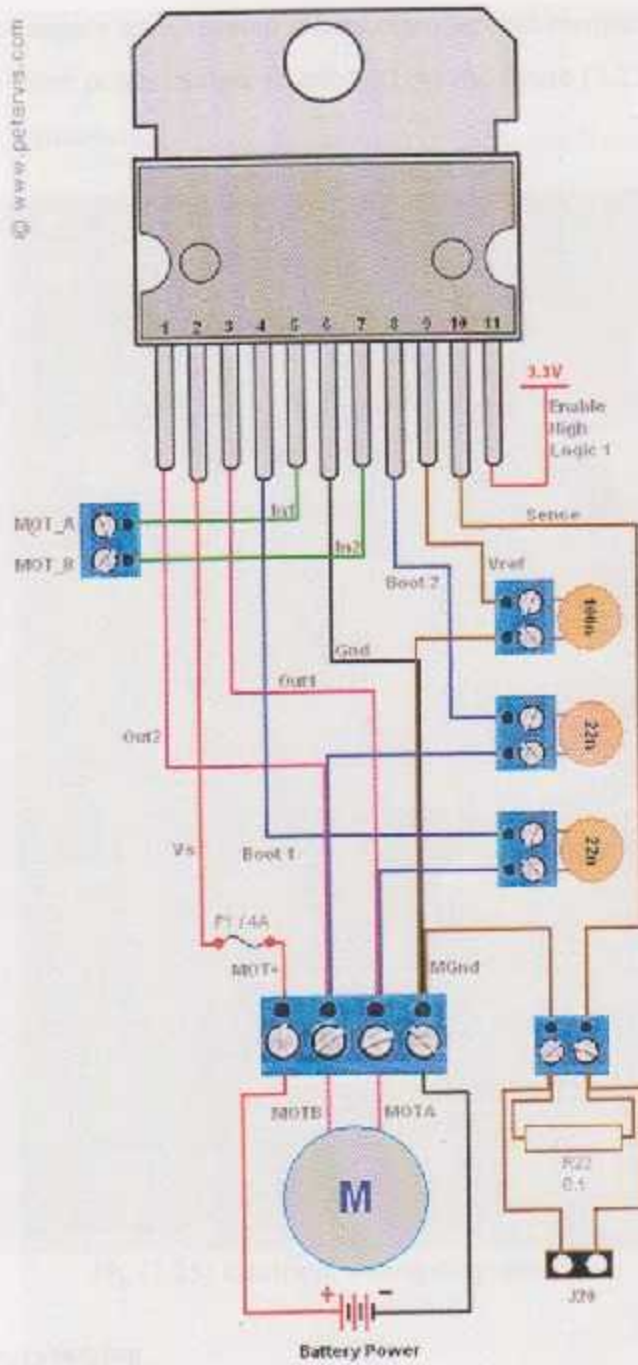 © www.petervis.com
1 2 3 4 5 6 7 8 9 10 11
3.3V
Enable
High
Logic 1
MOT_A
In1
Sence
MOT_B
In2
Vref
Boot 2
100n
Gnd
Out1
22n
Out2
Vs
Boot 1
22n
F1 / 4A
MOT+
MGnd
MOTB
MOTA
0.1
M
J20
+
-
Battery Power